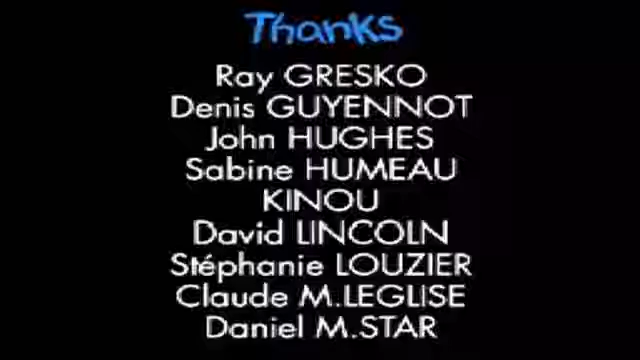 Thanks
Ray GRESKO
Denis GUYENNOT
John HUGHES
Sabine HUMEAU
KINOU
David LINCOLN
Stéphanie LOUZIER
Claude M.LEGLISE
Daniel M.STAR